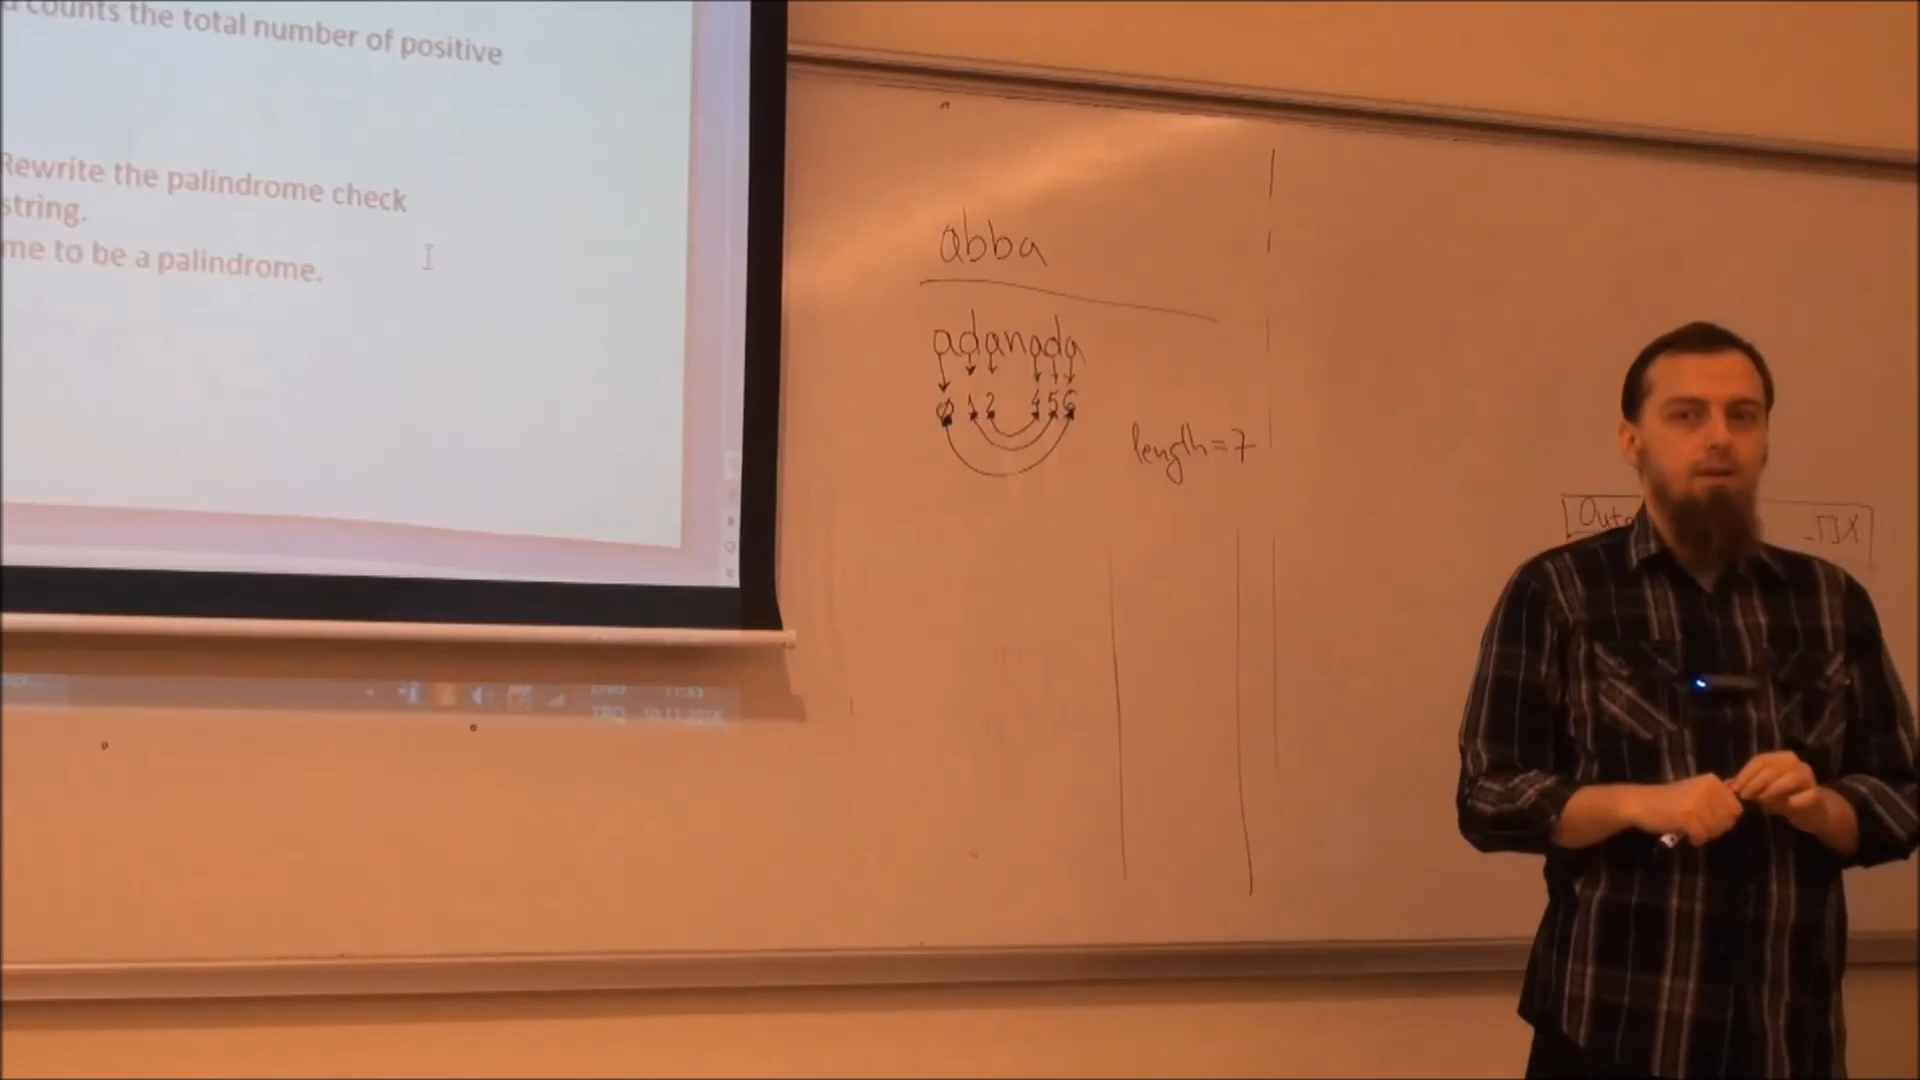 counts the total number of positive
Rewrite the palindrome check
string.
me to be a palindrome.
abba
adanada
0 1 2 4 5 6
length=7
Out